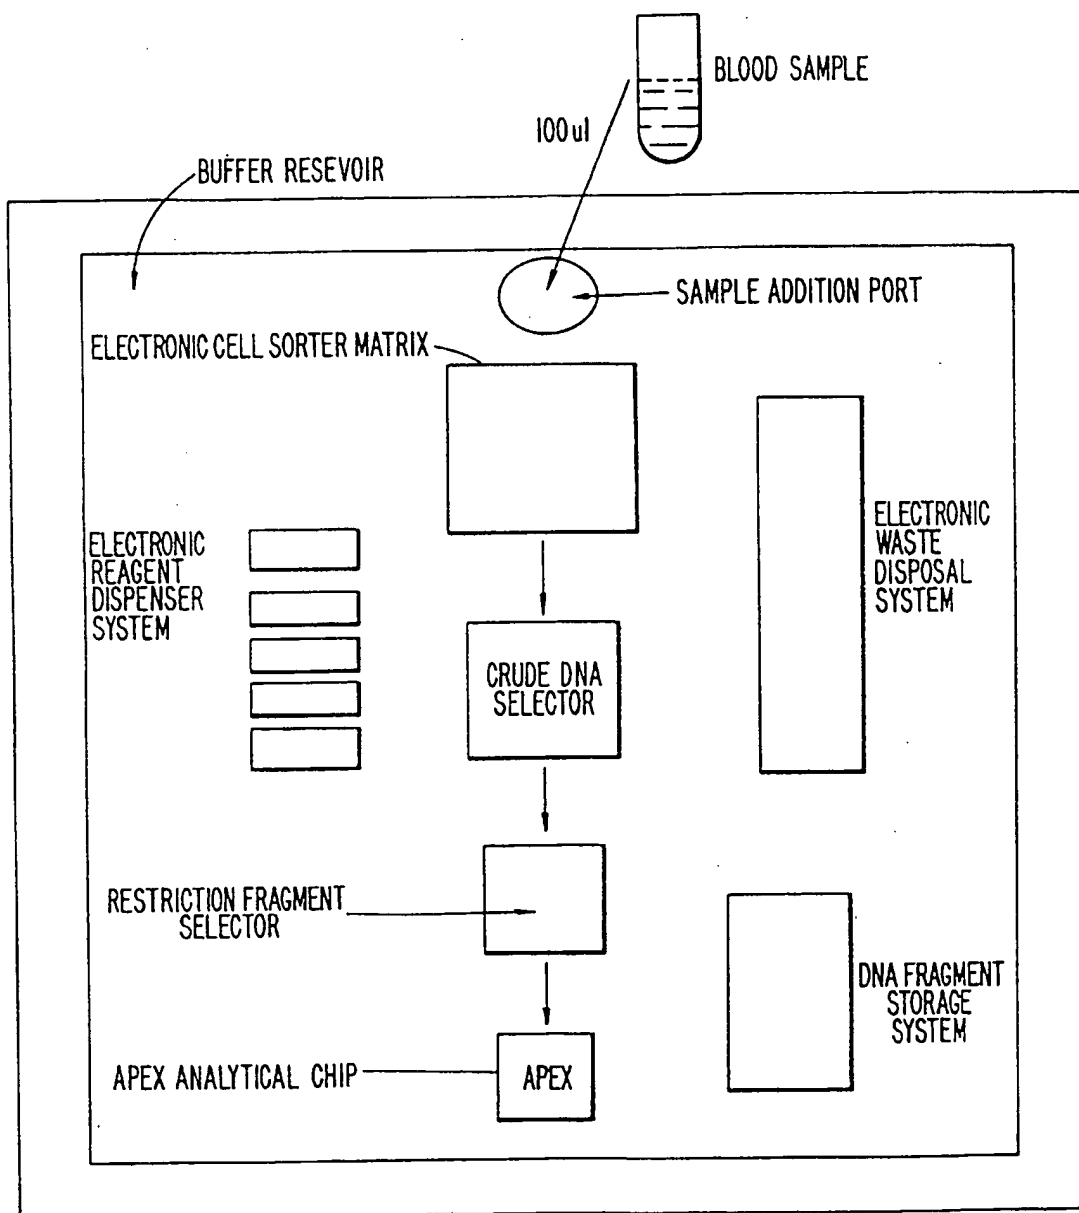 BLOOD SAMPLE
100ul
BUFFER RESEVOIR
SAMPLE ADDITION PORT
ELECTRONIC CELL SORTER MATRIX
ELECTRONIC
REAGENT
DISPENSER
SYSTEM
ELECTRONIC
WASTE
DISPOSAL
SYSTEM
CRUDE DNA
SELECTOR
RESTRICTION FRAGMENT
SELECTOR
DNA FRAGMENT
STORAGE
SYSTEM
APEX ANALYTICAL CHIP
APEX